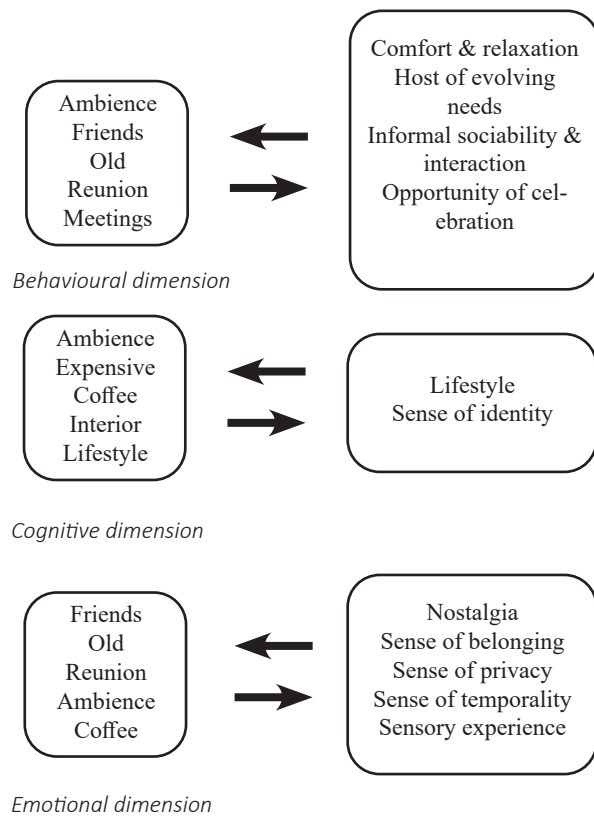 Ambience
Friends
Old
Reunion
Meetings
Comfort & relaxation
Host of evolving
needs
Informal sociability &
interaction
Opportunity of cel-
ebration
Behavioural dimension
Ambience
Expensive
Coffee
Interior
Lifestyle
Lifestyle
Sense of identity
Cognitive dimension
Friends
Old
Reunion
Ambience
Coffee
Nostalgia
Sense of belonging
Sense of privacy
Sense of temporality
Sensory experience
Emotional dimension